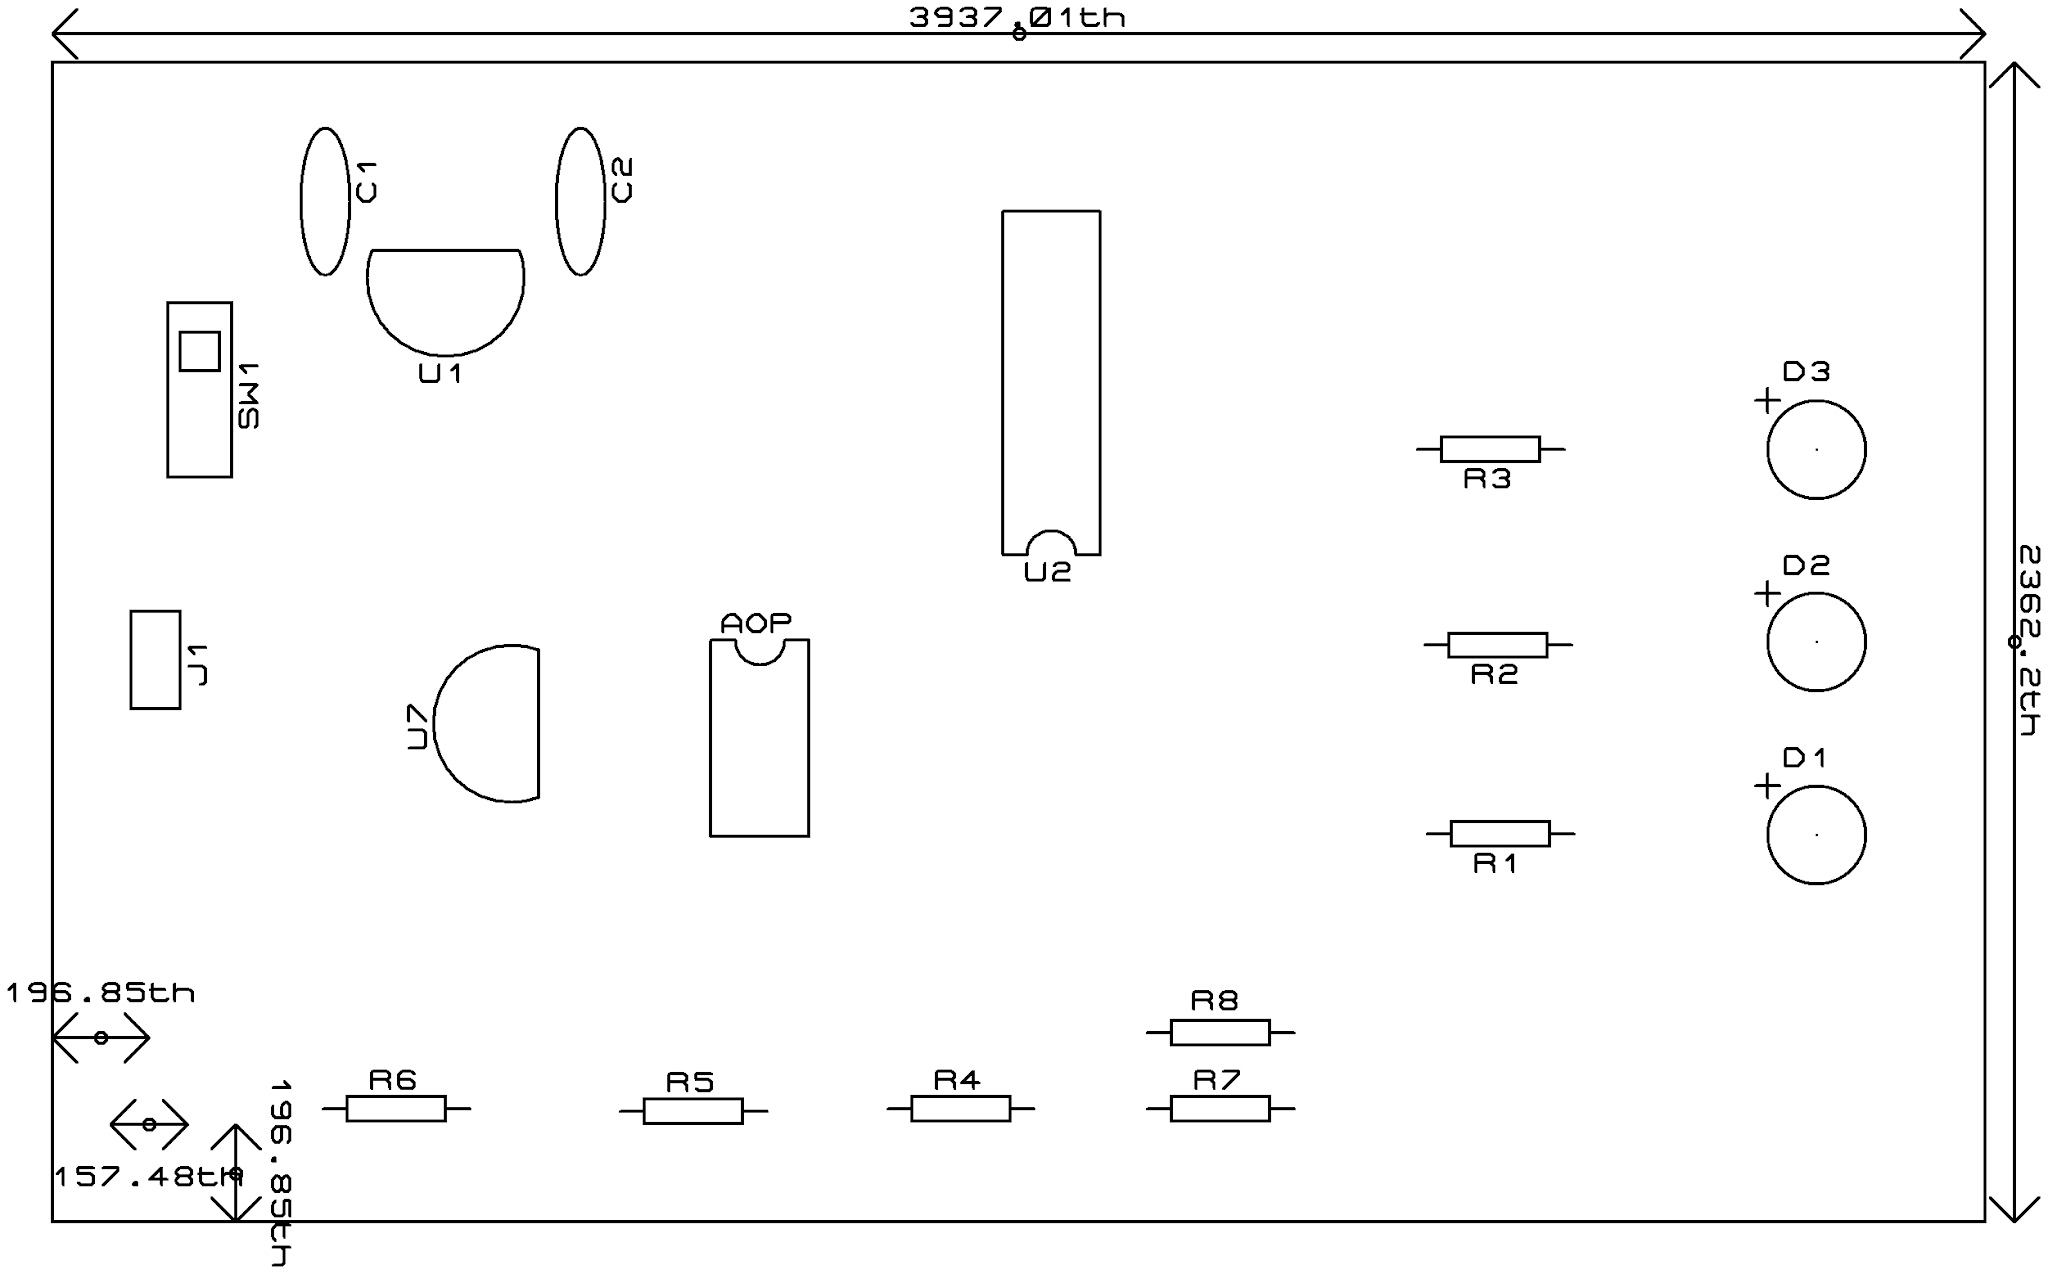 3937.01th
C1
C2
U1
SW1
D3
R3
U2
D2
2362.2th
AOP
J1
R2
U7
D1
R1
196.85th
R8
R6
R5
R4
R7
157.48th
196.85th